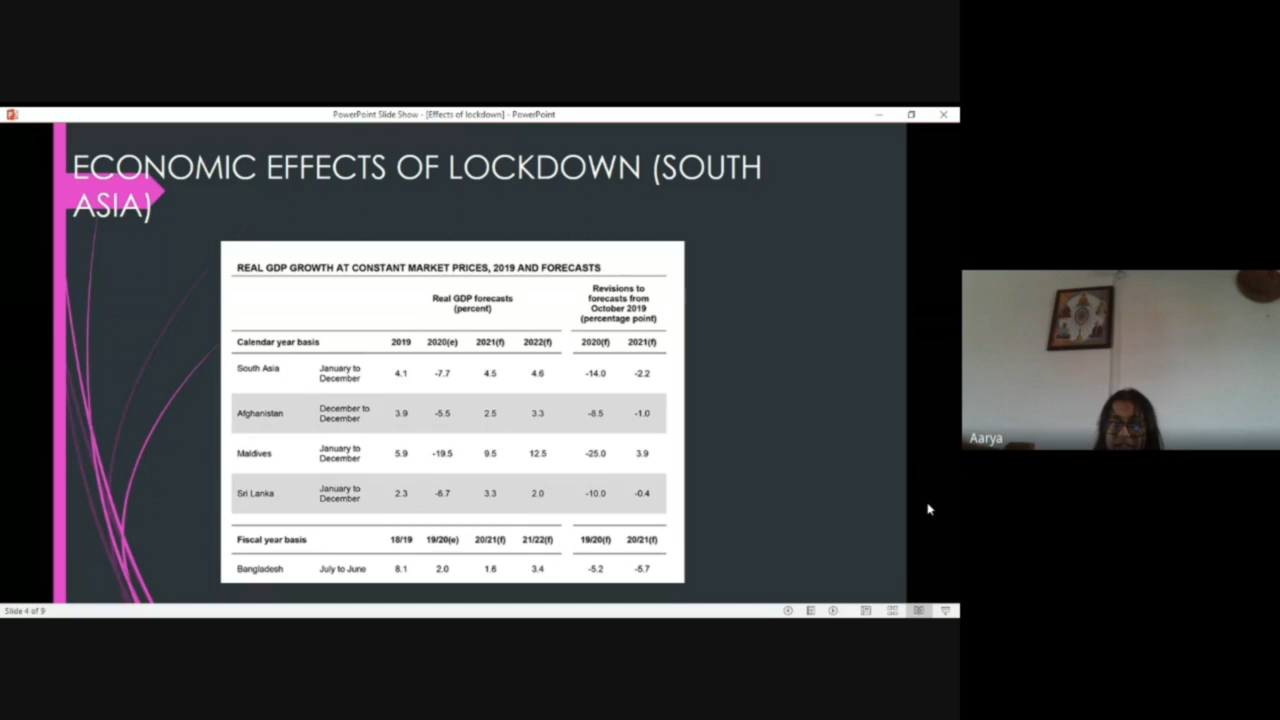 PowerPoint Slide Show - [Effects of lockdown] - PowerPoint
ECONOMIC EFFECTS OF LOCKDOWN (SOUTH
ASIA)
REAL GDP GROWTH AT CONSTANT MARKET PRICES, 2019 AND FORECASTS
Real GDP forecasts
(percent)
Revisions to
forecasts from
October 2019
(percentage point)
Calendar year basis 2019 2020(e) 2021(f) 2022(f) 2020(f) 2021(f)
South Asia January to December 4.1 -7.7 4.5 4.6 -14.0 -2.2
Afghanistan December to December 3.9 -5.5 2.5 3.3 -8.5 -1.0
Maldives January to December 5.9 -19.5 9.5 12.5 -25.0 3.9
Sri Lanka January to December 2.3 -6.7 3.3 2.0 -10.0 -0.4
Fiscal year basis 18/19 19/20(e) 20/21(f) 21/22(f) 19/20(f) 20/21(f)
Bangladesh July to June 8.1 2.0 1.6 3.4 -5.2 -5.7
Slide 4 of 9
Aarya